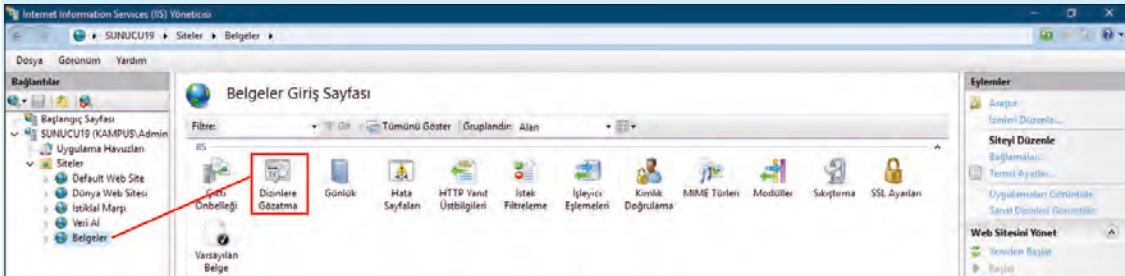 Internet Information Services (IIS) Yöneticisi
SUNUCU19 Siteler Belgeler
Dosya Görünüm Yardım
Bağlantılar
Başlangıç Sayfası
SUNUCU19 (KAMPUS\Admin
Uygulama Havuzları
Siteler
Default Web Site
Dünya Web Sitesi
İstiklal Marşı
Veri Al
Belgeler
Belgeler Giriş Sayfası
Filtre: Git Tümünü Göster Gruplandır: Alan
IIS
Çıktı Önbelleği
Dizinlere Gözatma
Günlük
Hata Sayfaları
HTTP Yanıt Üstbilgileri
İstek Filtreleme
İşleyici Eşlemeleri
Kimlik Doğrulama
MIME Türleri
Modüller
Sıkıştırma
SSL Ayarları
Varsayılan Belge
Eylemler
Araştır
İzinleri Düzenle...
Siteyi Düzenle
Bağlamalar...
Temel Ayarlar...
Uygulamaları Görüntüle
Sanal Dizinleri Görüntüle
Web Sitesini Yönet
Yeniden Başlat
Başlat